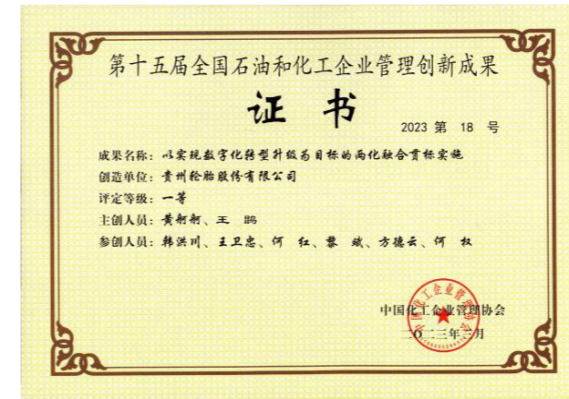 第十五届全国石油和化工企业管理创新成果
证书
2023 第 18 号
成果名称：以实现数字化转型升级为目标的两化融合贯标实施
创造单位：贵州轮胎股份有限公司
评定等级：一等
主创人员：黄舸舸、王 鹍
参创人员：韩洪川、王卫忠、何 红、黎 斌、方德云、何 权
中国化工企业管理协会
二〇二三年三月